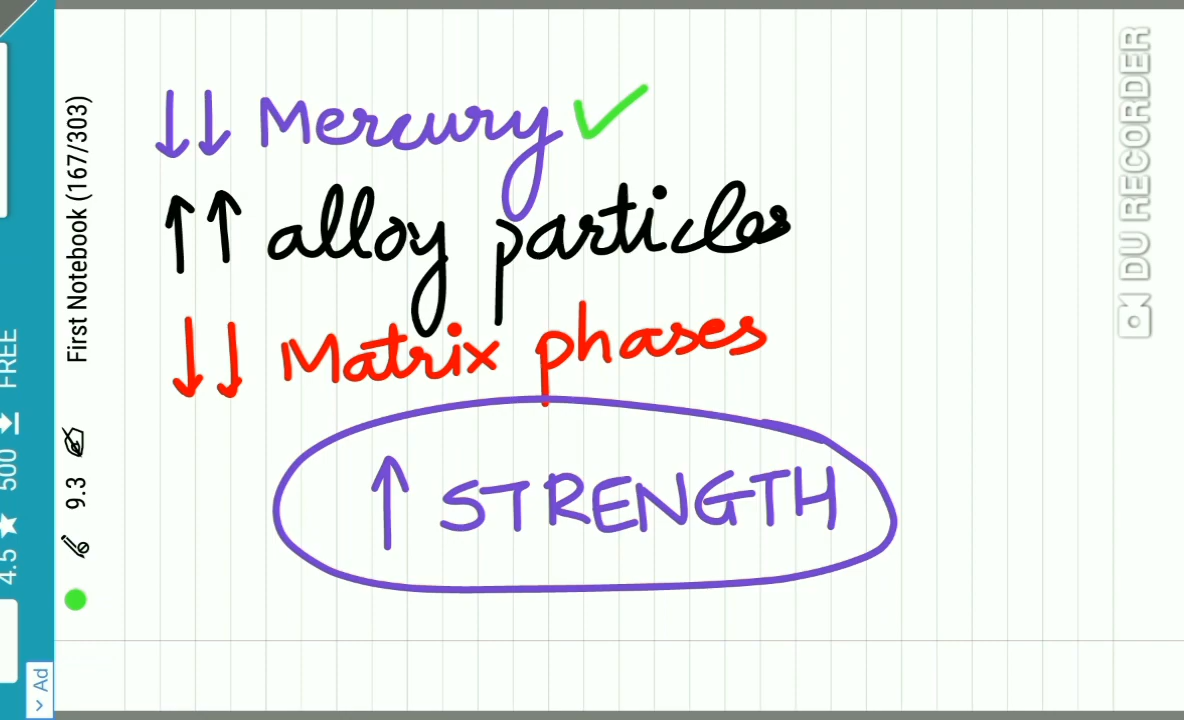 ↓↓ Mercury ✓
↑↑ alloy particles
↓↓ Matrix phases
↑ STRENGTH
First Notebook (167/303)
9.3
4.5 ★ 500 FREE
Ad
DU RECORDER